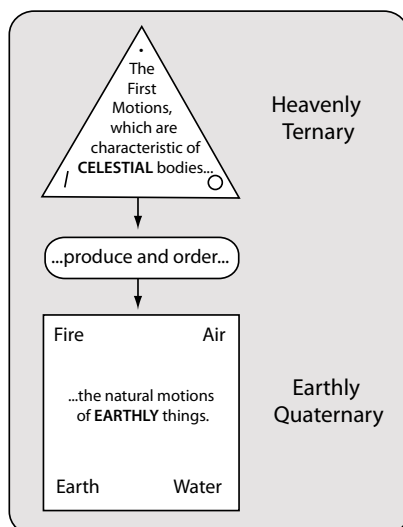 The
First
Motions,
which are
characteristic of
CELESTIAL bodies...
Heavenly
Ternary
...produce and order...
Fire Air
...the natural motions
of EARTHLY things.
Earth Water
Earthly
Quaternary